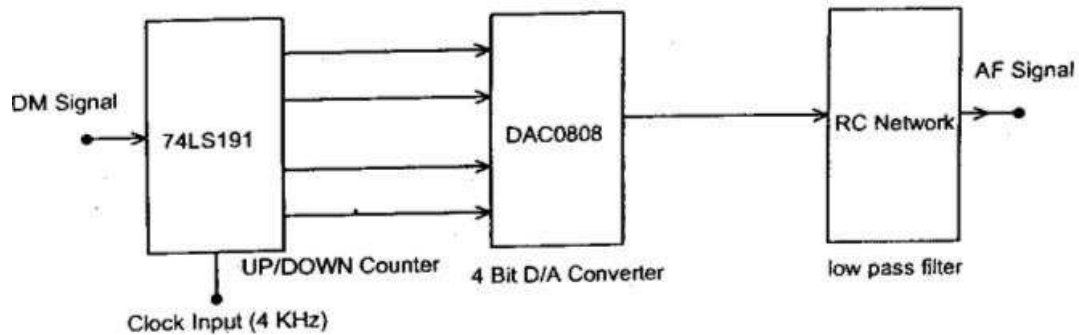 DM Signal
74LS191
UP/DOWN Counter
Clock Input (4 KHz)
DAC0808
4 Bit D/A Converter
RC Network
low pass filter
AF Signal